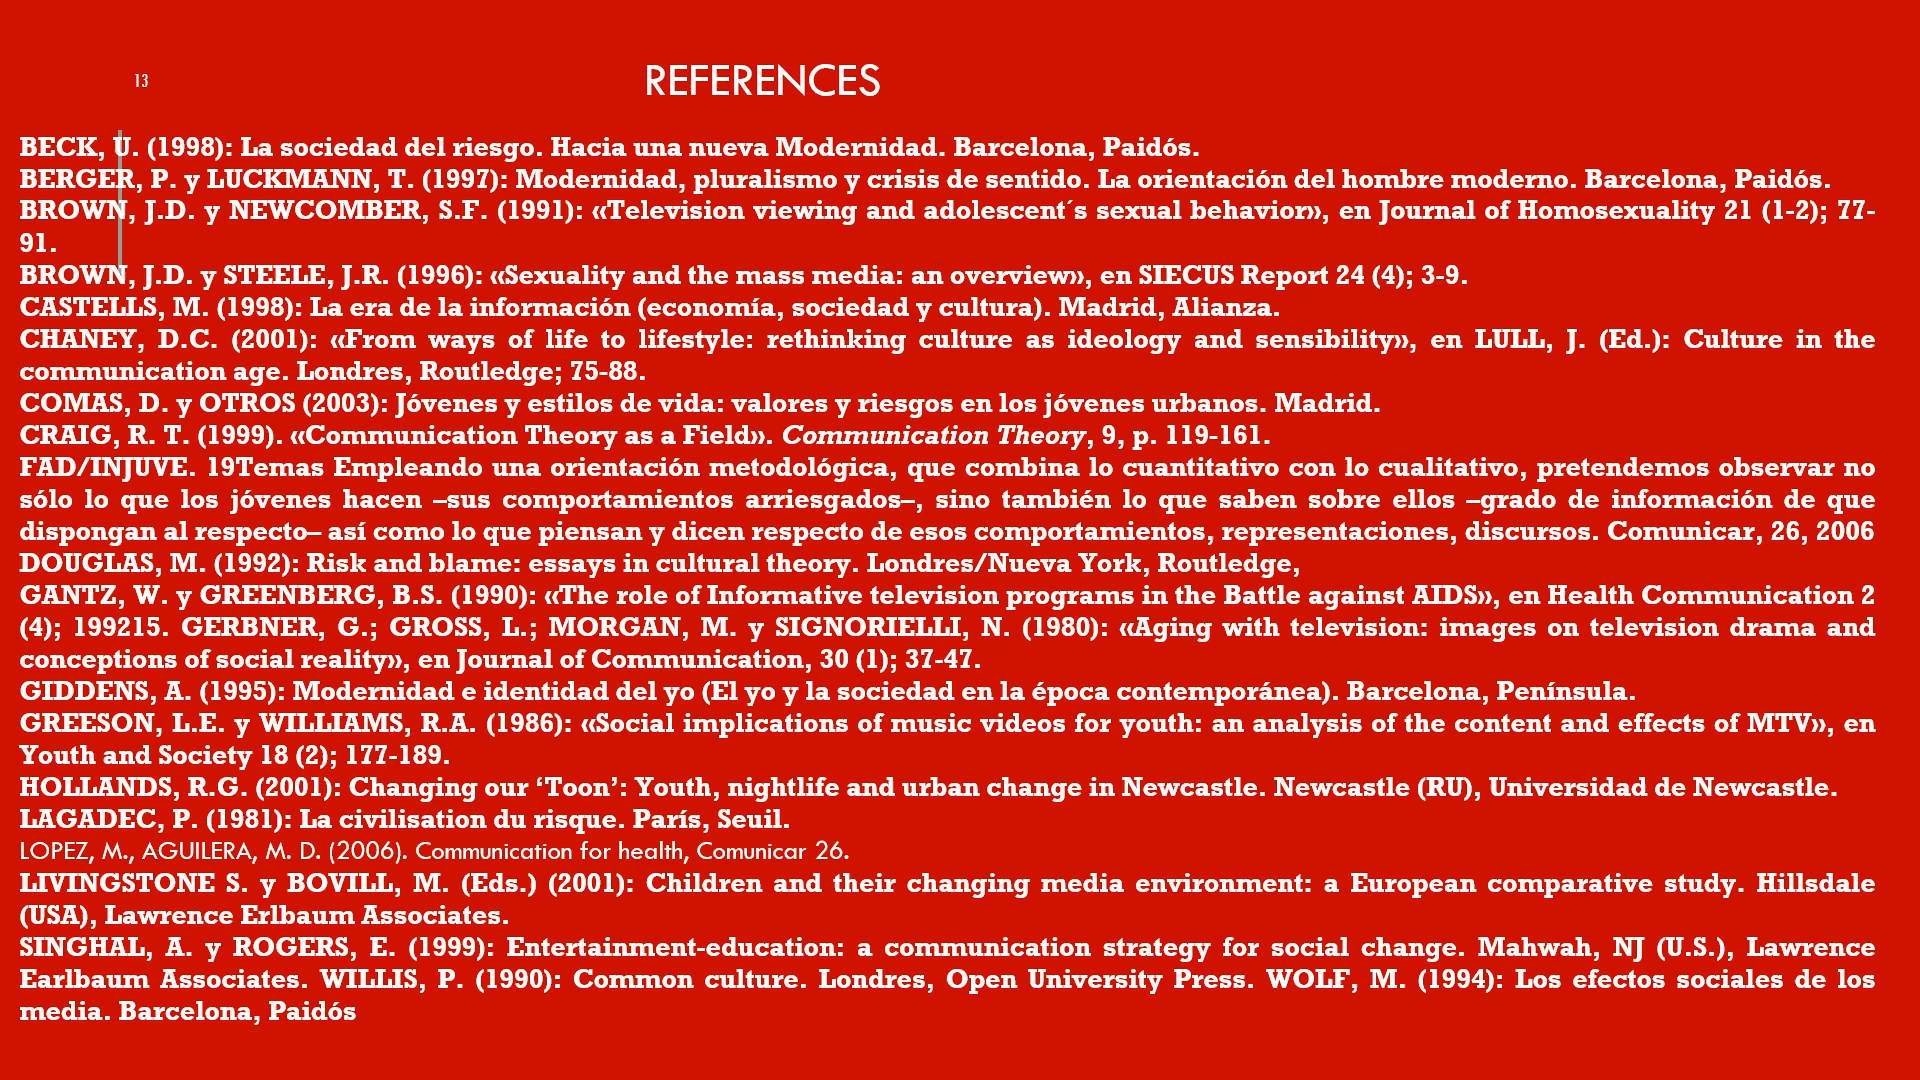 13
REFERENCES
BECK, U. (1998): La sociedad del riesgo. Hacia una nueva Modernidad. Barcelona, Paidós.
BERGER, P. y LUCKMANN, T. (1997): Modernidad, pluralismo y crisis de sentido. La orientación del hombre moderno. Barcelona, Paidós.
BROWN, J.D. y NEWCOMBER, S.F. (1991): «Television viewing and adolescent´s sexual behavior», en Journal of Homosexuality 21 (1-2); 77-
91.
BROWN, J.D. y STEELE, J.R. (1996): «Sexuality and the mass media: an overview», en SIECUS Report 24 (4); 3-9.
CASTELLS, M. (1998): La era de la información (economía, sociedad y cultura). Madrid, Alianza.
CHANEY, D.C. (2001): «From ways of life to lifestyle: rethinking culture as ideology and sensibility», en LULL, J. (Ed.): Culture in the
communication age. Londres, Routledge; 75-88.
COMAS, D. y OTROS (2003): Jóvenes y estilos de vida: valores y riesgos en los jóvenes urbanos. Madrid.
CRAIG, R. T. (1999). «Communication Theory as a Field». Communication Theory, 9, p. 119-161.
FAD/INJUVE. 19Temas Empleando una orientación metodológica, que combina lo cuantitativo con lo cualitativo, pretendemos observar no
sólo lo que los jóvenes hacen –sus comportamientos arriesgados–, sino también lo que saben sobre ellos –grado de información de que
dispongan al respecto– así como lo que piensan y dicen respecto de esos comportamientos, representaciones, discursos. Comunicar, 26, 2006
DOUGLAS, M. (1992): Risk and blame: essays in cultural theory. Londres/Nueva York, Routledge,
GANTZ, W. y GREENBERG, B.S. (1990): «The role of Informative television programs in the Battle against AIDS», en Health Communication 2
(4); 199215. GERBNER, G.; GROSS, L.; MORGAN, M. y SIGNORIELLI, N. (1980): «Aging with television: images on television drama and
conceptions of social reality», en Journal of Communication, 30 (1); 37-47.
GIDDENS, A. (1995): Modernidad e identidad del yo (El yo y la sociedad en la época contemporánea). Barcelona, Península.
GREESON, L.E. y WILLIAMS, R.A. (1986): «Social implications of music videos for youth: an analysis of the content and effects of MTV», en
Youth and Society 18 (2); 177-189.
HOLLANDS, R.G. (2001): Changing our ‘Toon’: Youth, nightlife and urban change in Newcastle. Newcastle (RU), Universidad de Newcastle.
LAGADEC, P. (1981): La civilisation du risque. París, Seuil.
LOPEZ, M., AGUILERA, M. D. (2006). Communication for health, Comunicar 26.
LIVINGSTONE S. y BOVILL, M. (Eds.) (2001): Children and their changing media environment: a European comparative study. Hillsdale
(USA), Lawrence Erlbaum Associates.
SINGHAL, A. y ROGERS, E. (1999): Entertainment-education: a communication strategy for social change. Mahwah, NJ (U.S.), Lawrence
Earlbaum Associates. WILLIS, P. (1990): Common culture. Londres, Open University Press. WOLF, M. (1994): Los efectos sociales de los
media. Barcelona, Paidós